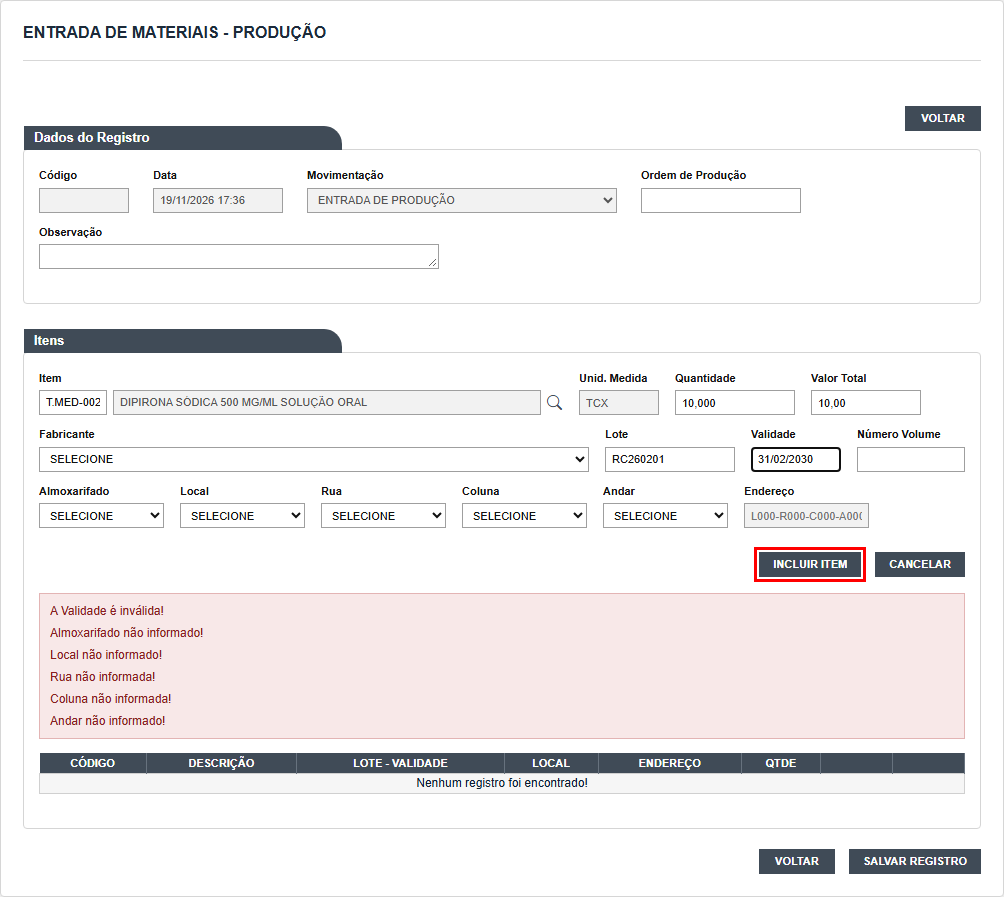 ENTRADA DE MATERIAIS - PRODUÇÃO
VOLTAR
Dados do Registro
Código Data Movimentação Ordem de Produção
19/11/2026 17:36 ENTRADA DE PRODUÇÃO
Observação
Itens
Item Unid. Medida Quantidade Valor Total
T.MED-002 DIPIRONA SÓDICA 500 MG/ML SOLUÇÃO ORAL TCX 10,000 10,00
Fabricante Lote Validade Número Volume
SELECIONE RC260201 31/02/2030
Almoxarifado Local Rua Coluna Andar Endereço
SELECIONE SELECIONE SELECIONE SELECIONE SELECIONE L000-R000-C000-A000
INCLUIR ITEM CANCELAR
A Validade é inválida!
Almoxarifado não informado!
Local não informado!
Rua não informada!
Coluna não informada!
Andar não informado!
CÓDIGO DESCRIÇÃO LOTE - VALIDADE LOCAL ENDEREÇO QTDE
Nenhum registro foi encontrado!
VOLTAR SALVAR REGISTRO